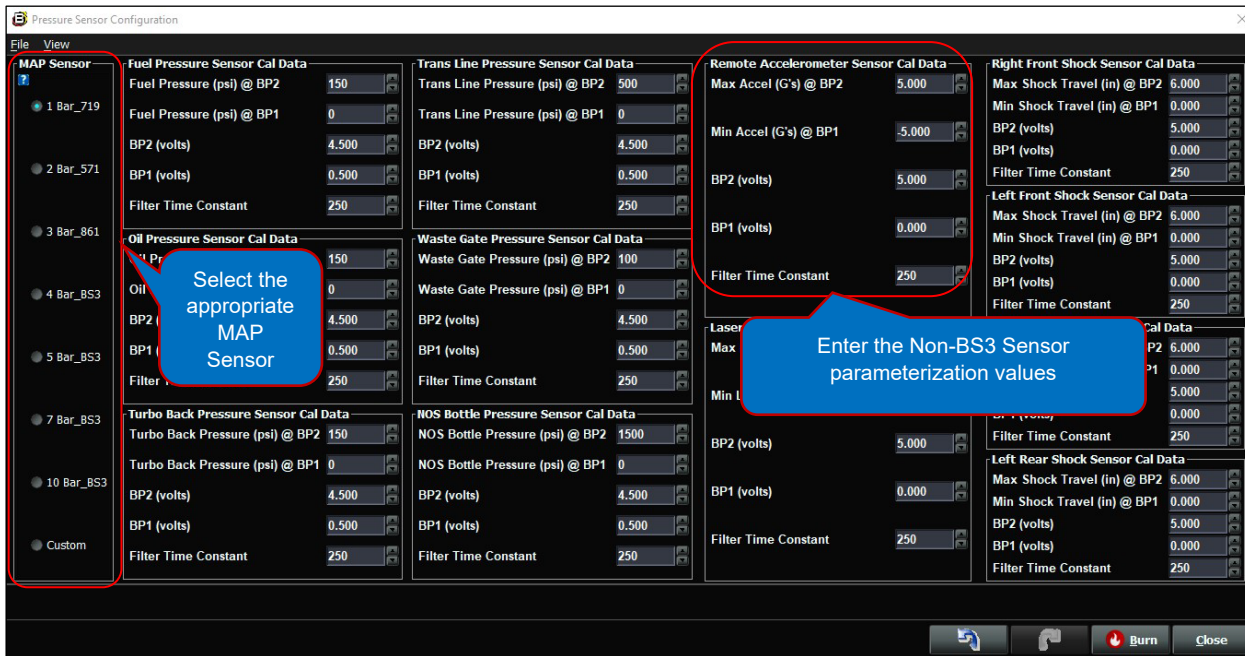 Pressure Sensor Configuration
File View
MAP Sensor
?
1 Bar_719
2 Bar_571
3 Bar_861
4 Bar_BS3
5 Bar_BS3
7 Bar_BS3
10 Bar_BS3
Custom
Fuel Pressure Sensor Cal Data
Fuel Pressure (psi) @ BP2 150
Fuel Pressure (psi) @ BP1 0
BP2 (volts) 4.500
BP1 (volts) 0.500
Filter Time Constant 250
Oil Pressure Sensor Cal Data
150
0
BP2 4.500
BP1 0.500
Filter 250
Select the
appropriate
MAP
Sensor
Turbo Back Pressure Sensor Cal Data
Turbo Back Pressure (psi) @ BP2 150
Turbo Back Pressure (psi) @ BP1 0
BP2 (volts) 4.500
BP1 (volts) 0.500
Filter Time Constant 250
Trans Line Pressure Sensor Cal Data
Trans Line Pressure (psi) @ BP2 500
Trans Line Pressure (psi) @ BP1 0
BP2 (volts) 4.500
BP1 (volts) 0.500
Filter Time Constant 250
Waste Gate Pressure Sensor Cal Data
Waste Gate Pressure (psi) @ BP2 100
Waste Gate Pressure (psi) @ BP1 0
BP2 (volts) 4.500
BP1 (volts) 0.500
Filter Time Constant 250
NOS Bottle Pressure Sensor Cal Data
NOS Bottle Pressure (psi) @ BP2 1500
NOS Bottle Pressure (psi) @ BP1 0
BP2 (volts) 4.500
BP1 (volts) 0.500
Filter Time Constant 250
Remote Accelerometer Sensor Cal Data
Max Accel (G's) @ BP2 5.000
Min Accel (G's) @ BP1 -5.000
BP2 (volts) 5.000
BP1 (volts) 0.000
Filter Time Constant 250
Enter the Non-BS3 Sensor
parameterization values
Laser
Max
Min
BP2 (volts) 5.000
BP1 (volts) 0.000
Filter Time Constant 250
Right Front Shock Sensor Cal Data
Max Shock Travel (in) @ BP2 6.000
Min Shock Travel (in) @ BP1 0.000
BP2 (volts) 5.000
BP1 (volts) 0.000
Filter Time Constant 250
Left Front Shock Sensor Cal Data
Max Shock Travel (in) @ BP2 6.000
Min Shock Travel (in) @ BP1 0.000
BP2 (volts) 5.000
BP1 (volts) 0.000
Filter Time Constant 250
Cal Data
6.000
0.000
5.000
0.000
Filter Time Constant 250
Left Rear Shock Sensor Cal Data
Max Shock Travel (in) @ BP2 6.000
Min Shock Travel (in) @ BP1 0.000
BP2 (volts) 5.000
BP1 (volts) 0.000
Filter Time Constant 250
Burn
Close